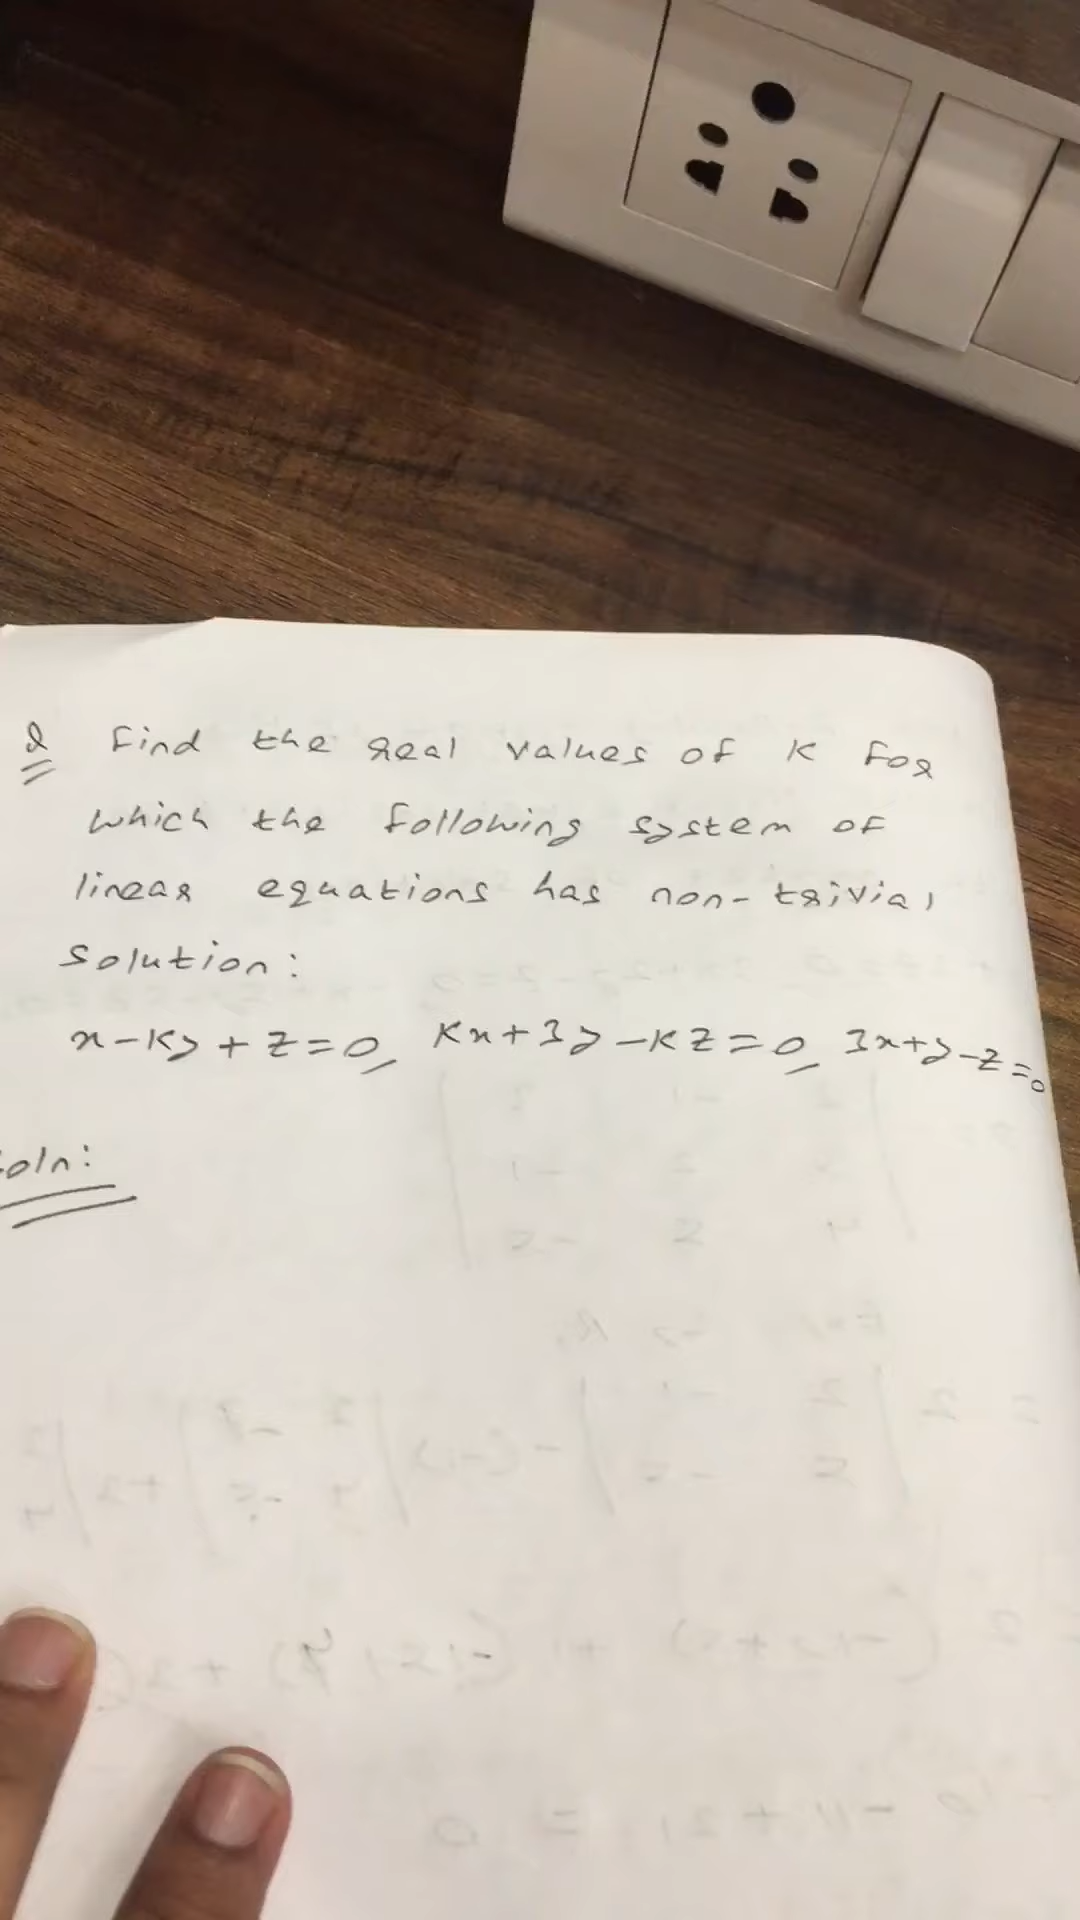 Q Find the real values of K for
which the following system of
linear equations has non-trivial
solution:
x-Ky+z=0, Kx+3y-Kz=0, 3x+y-z=0
soln: